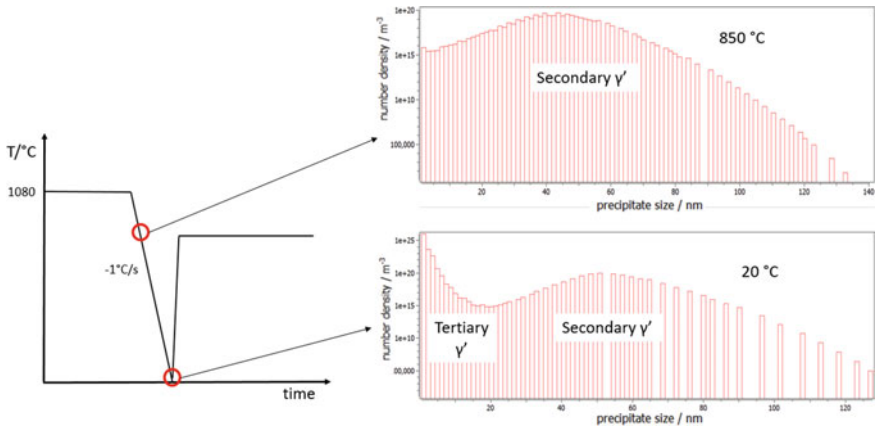 T/°C
1080
-1°C/s
time
number density / m⁻³
1e+20
1e+15
1e+10
100,000
850 °C
Secondary γ'
20 40 60 80 100 120 140
precipitate size / nm
number density / m⁻³
1e+25
1e+20
1e+15
1e+10
00,000
20 °C
Tertiary
γ'
Secondary γ'
20 40 60 80 100 120
precipitate size / nm